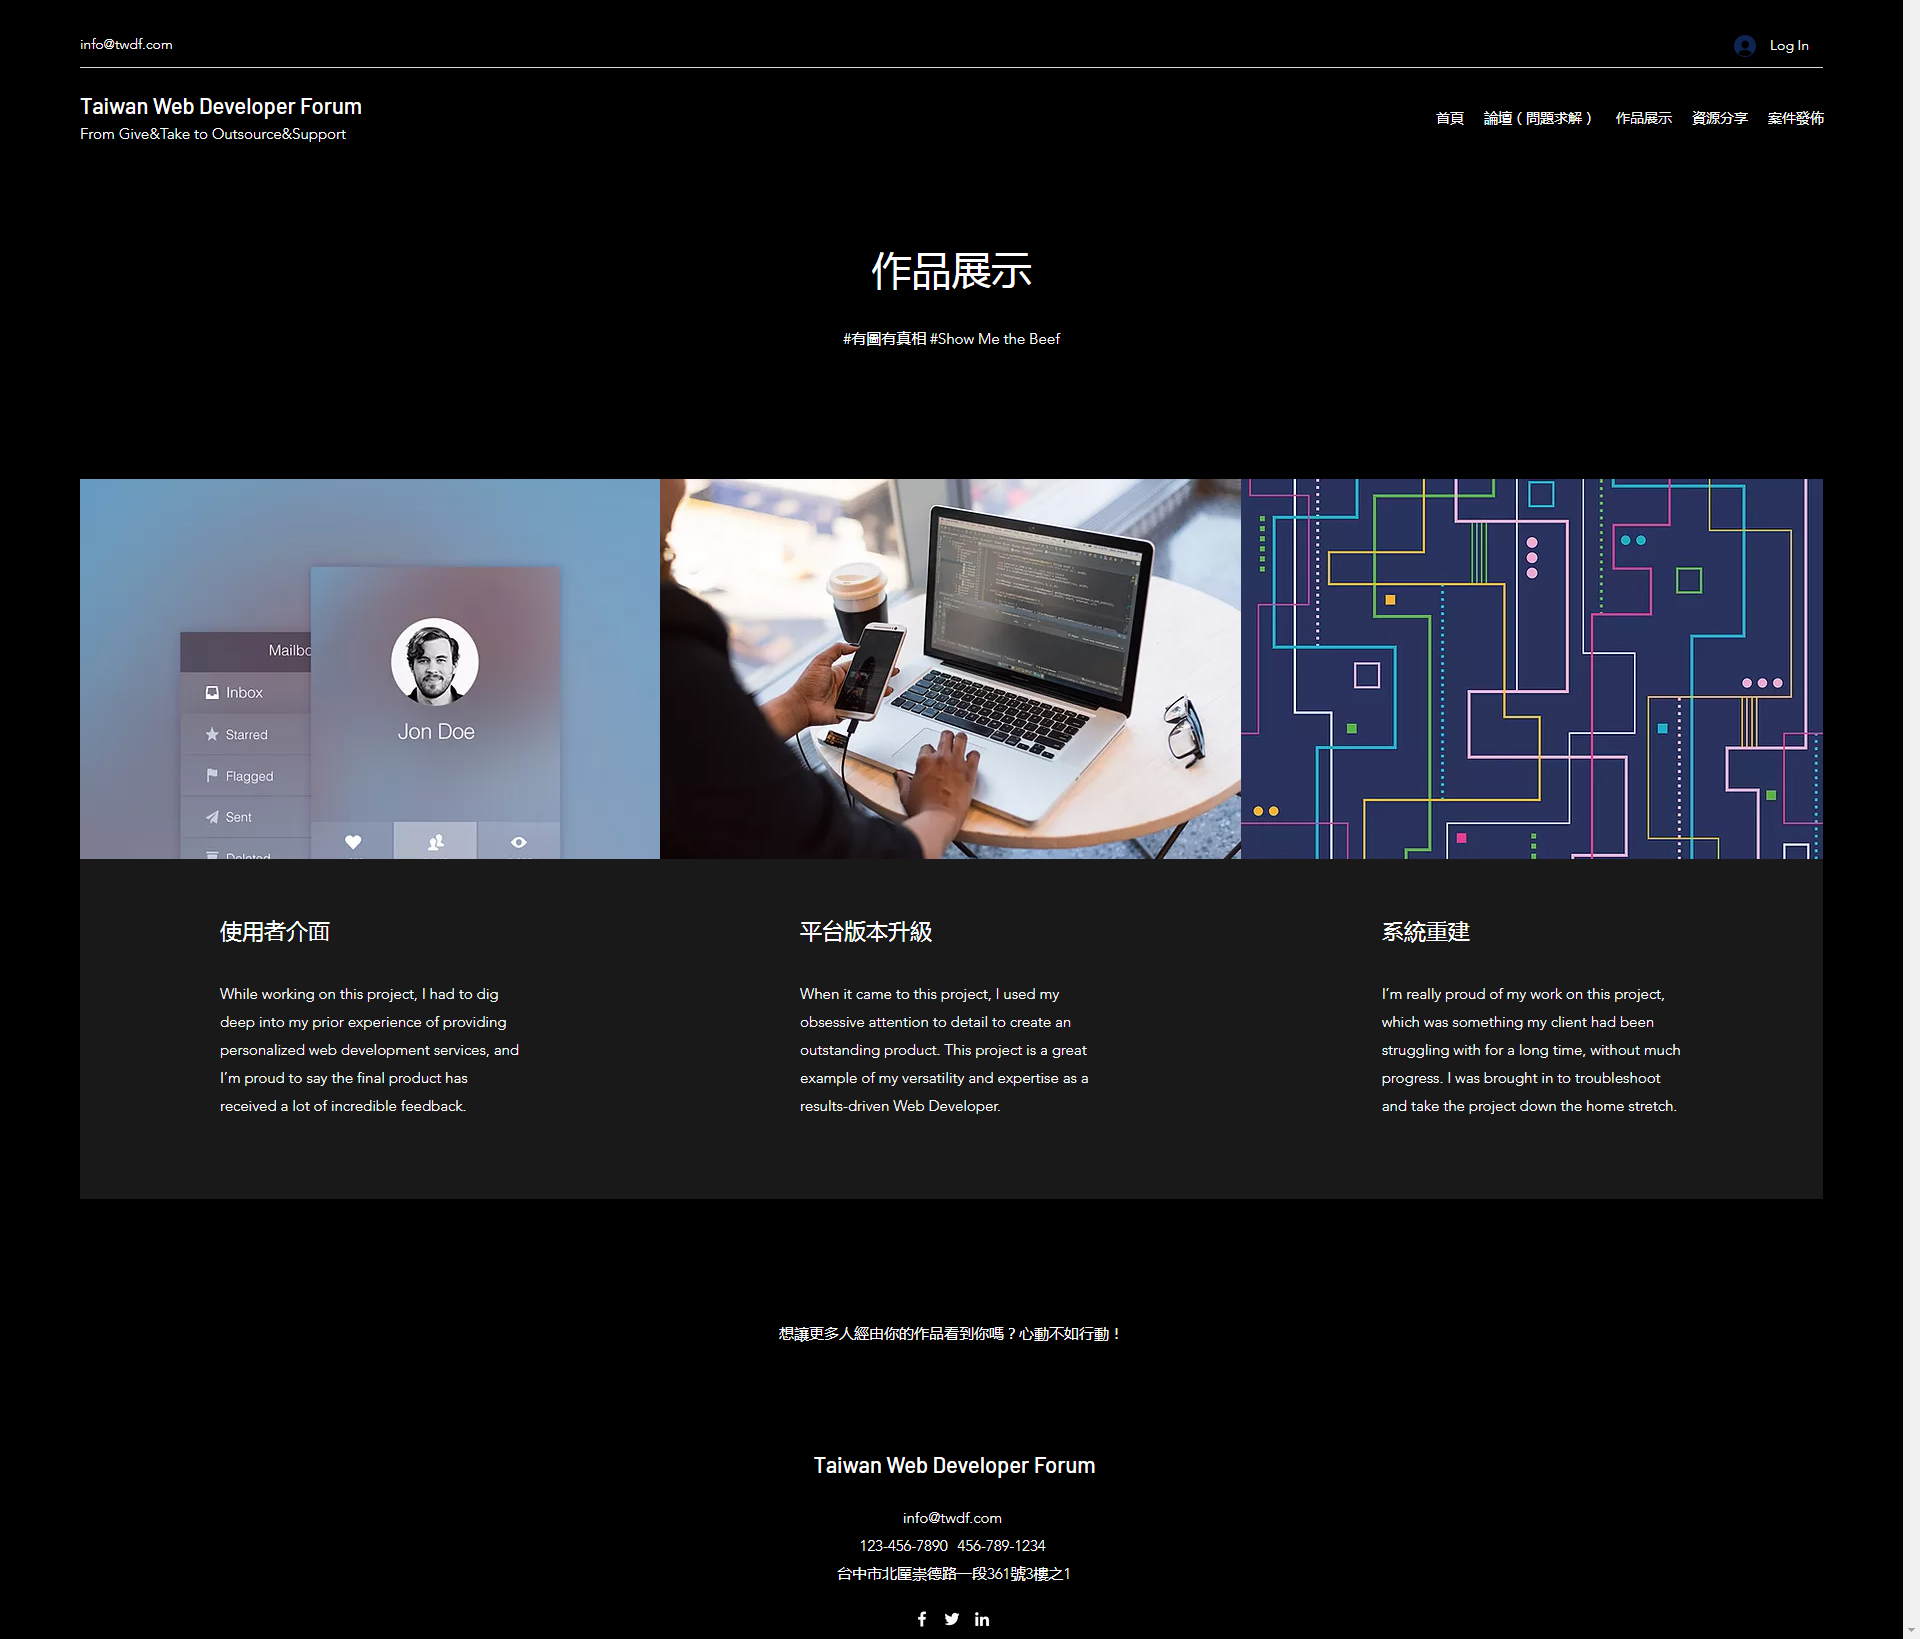 info@twdf.com
Log In
Taiwan Web Developer Forum
From Give&Take to Outsource&Support
首頁 論壇（問題求解） 作品展示 資源分享 案件發佈
作品展示
#有圖有真相 #Show Me the Beef
Mailbo
Inbox
Starred
Flagged
Sent
Deleted
Jon Doe
使用者介面
While working on this project, I had to dig
deep into my prior experience of providing
personalized web development services, and
I’m proud to say the final product has
received a lot of incredible feedback.
平台版本升級
When it came to this project, I used my
obsessive attention to detail to create an
outstanding product. This project is a great
example of my versatility and expertise as a
results-driven Web Developer.
系統重建
I’m really proud of my work on this project,
which was something my client had been
struggling with for a long time, without much
progress. I was brought in to troubleshoot
and take the project down the home stretch.
想讓更多人經由你的作品看到你嗎？心動不如行動！
Taiwan Web Developer Forum
info@twdf.com
123-456-7890 456-789-1234
台中市北區崇德路一段361號3樓之1